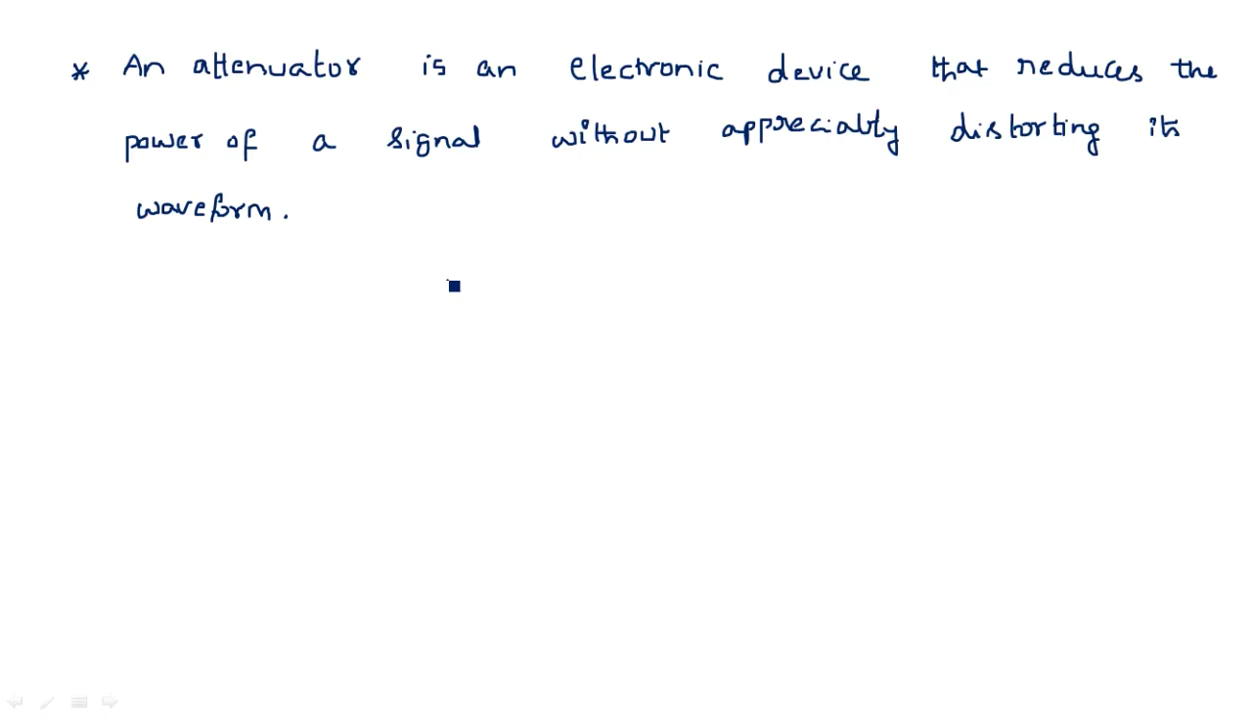 * An attenuator is an electronic device that reduces the
power of a signal without appreciably distorting its
waveform.